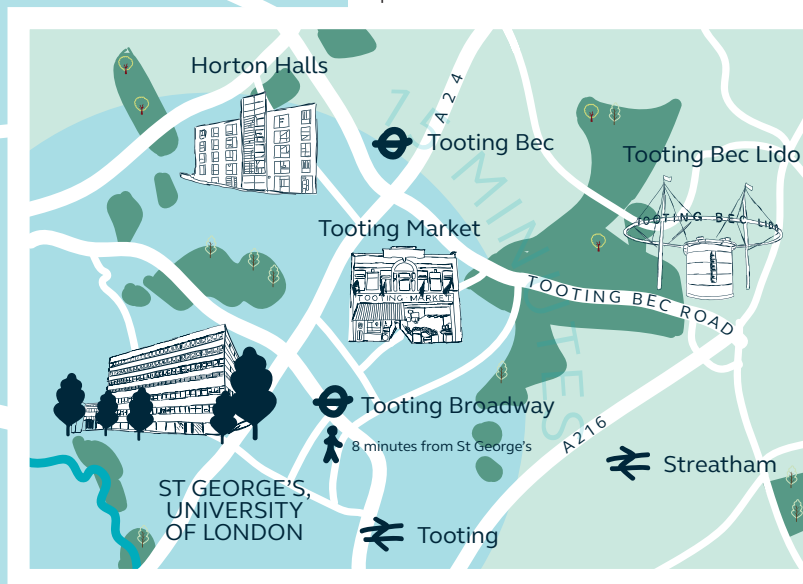 Horton Halls
A24
15 MINUTES
Tooting Bec
Tooting Bec Lido
TOOTING BEC LIDO
Tooting Market
TOOTING MARKET
TOOTING BEC ROAD
Tooting Broadway
8 minutes from St George's
A216
Streatham
ST GEORGE'S,
UNIVERSITY
OF LONDON
Tooting